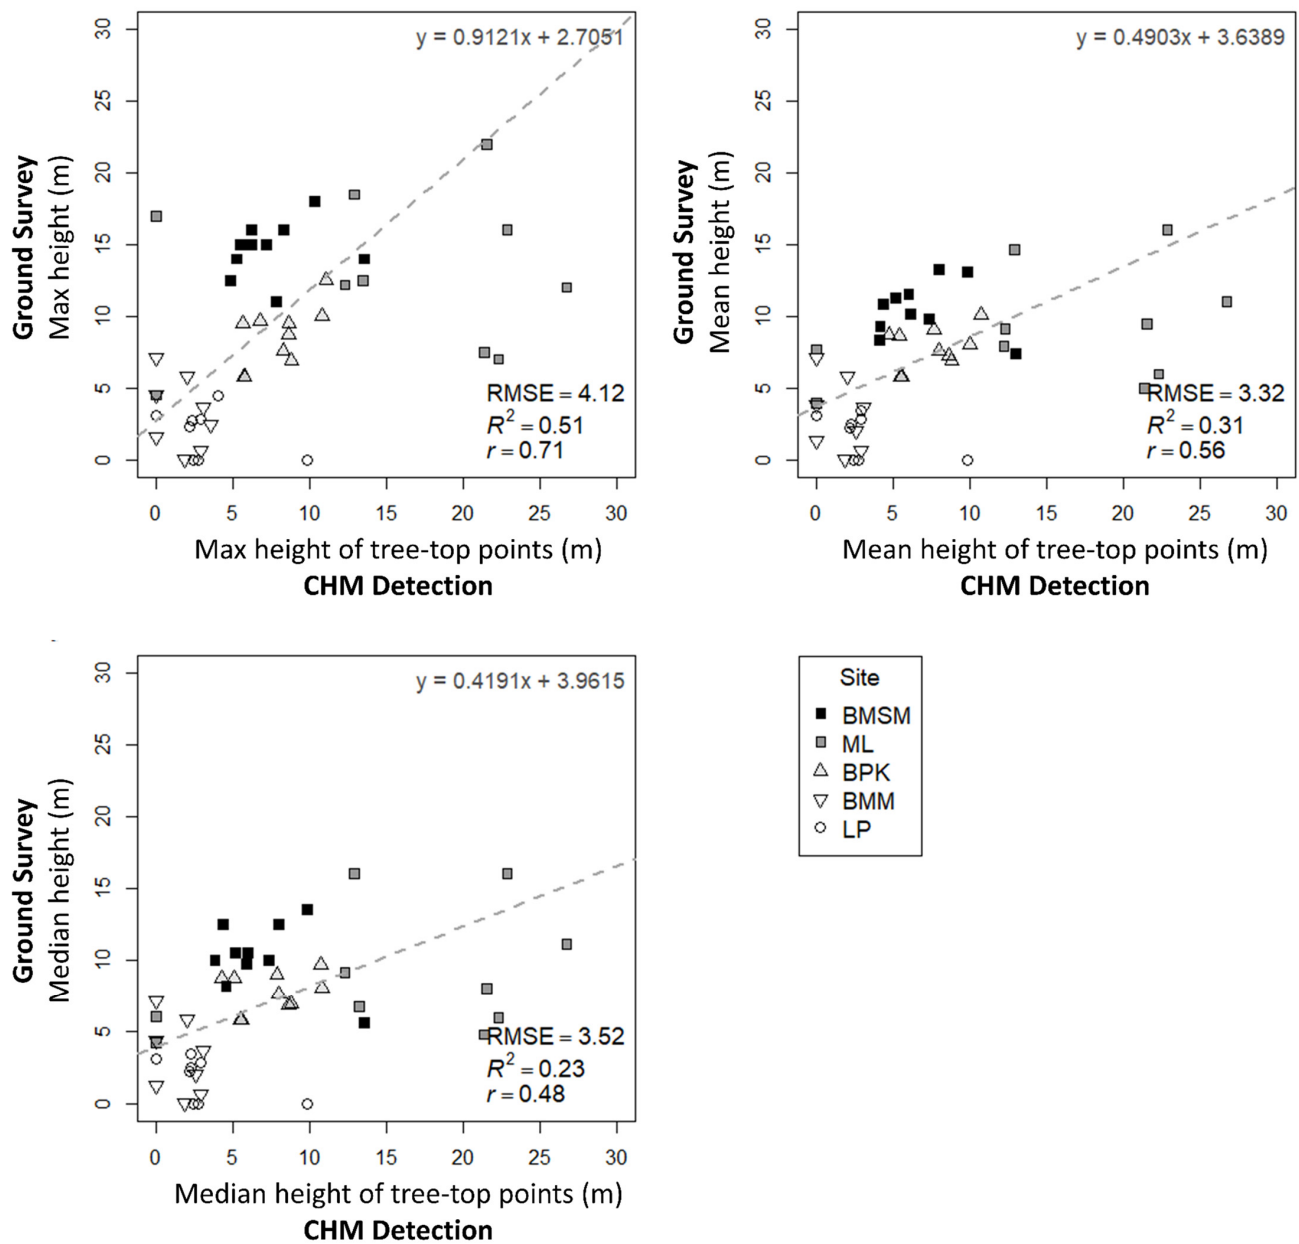 y = 0.9121x + 2.7051
30
25
20
15
10
5
0
Ground Survey
Max height (m)
RMSE = 4.12
R² = 0.51
r = 0.71
0 5 10 15 20 25 30
Max height of tree-top points (m)
CHM Detection
y = 0.4903x + 3.6389
30
25
20
15
10
5
0
Ground Survey
Mean height (m)
RMSE = 3.32
R² = 0.31
r = 0.56
0 5 10 15 20 25 30
Mean height of tree-top points (m)
CHM Detection
y = 0.4191x + 3.9615
30
25
20
15
10
5
0
Ground Survey
Median height (m)
RMSE = 3.52
R² = 0.23
r = 0.48
0 5 10 15 20 25 30
Median height of tree-top points (m)
CHM Detection
Site
BMSM
ML
BPK
BMM
LP